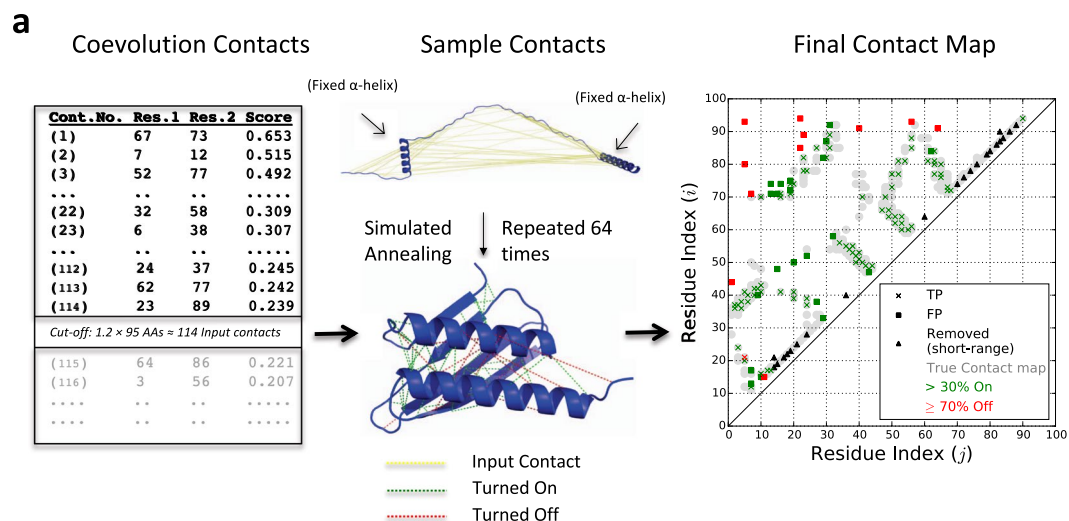 a
Coevolution Contacts
Sample Contacts
Final Contact Map
(Fixed α-helix)
(Fixed α-helix)
Cont.No. Res.1 Res.2 Score
(1) 67 73 0.653
(2) 7 12 0.515
(3) 52 77 0.492
... .. .. .....
(22) 32 58 0.309
(23) 6 38 0.307
... .. .. .....
(112) 24 37 0.245
(113) 62 77 0.242
(114) 23 89 0.239
Cut-off: 1.2 × 95 AAs ≈ 114 Input contacts
(115) 64 86 0.221
(116) 3 56 0.207
.... .. .. .....
.... .. .. .....
Simulated Annealing
Repeated 64 times
Input Contact
Turned On
Turned Off
Residue Index (i)
100
90
80
70
60
50
40
30
20
10
0
0 10 20 30 40 50 60 70 80 90 100
Residue Index (j)
TP
FP
Removed
(short-range)
True Contact map
> 30% On
≥ 70% Off